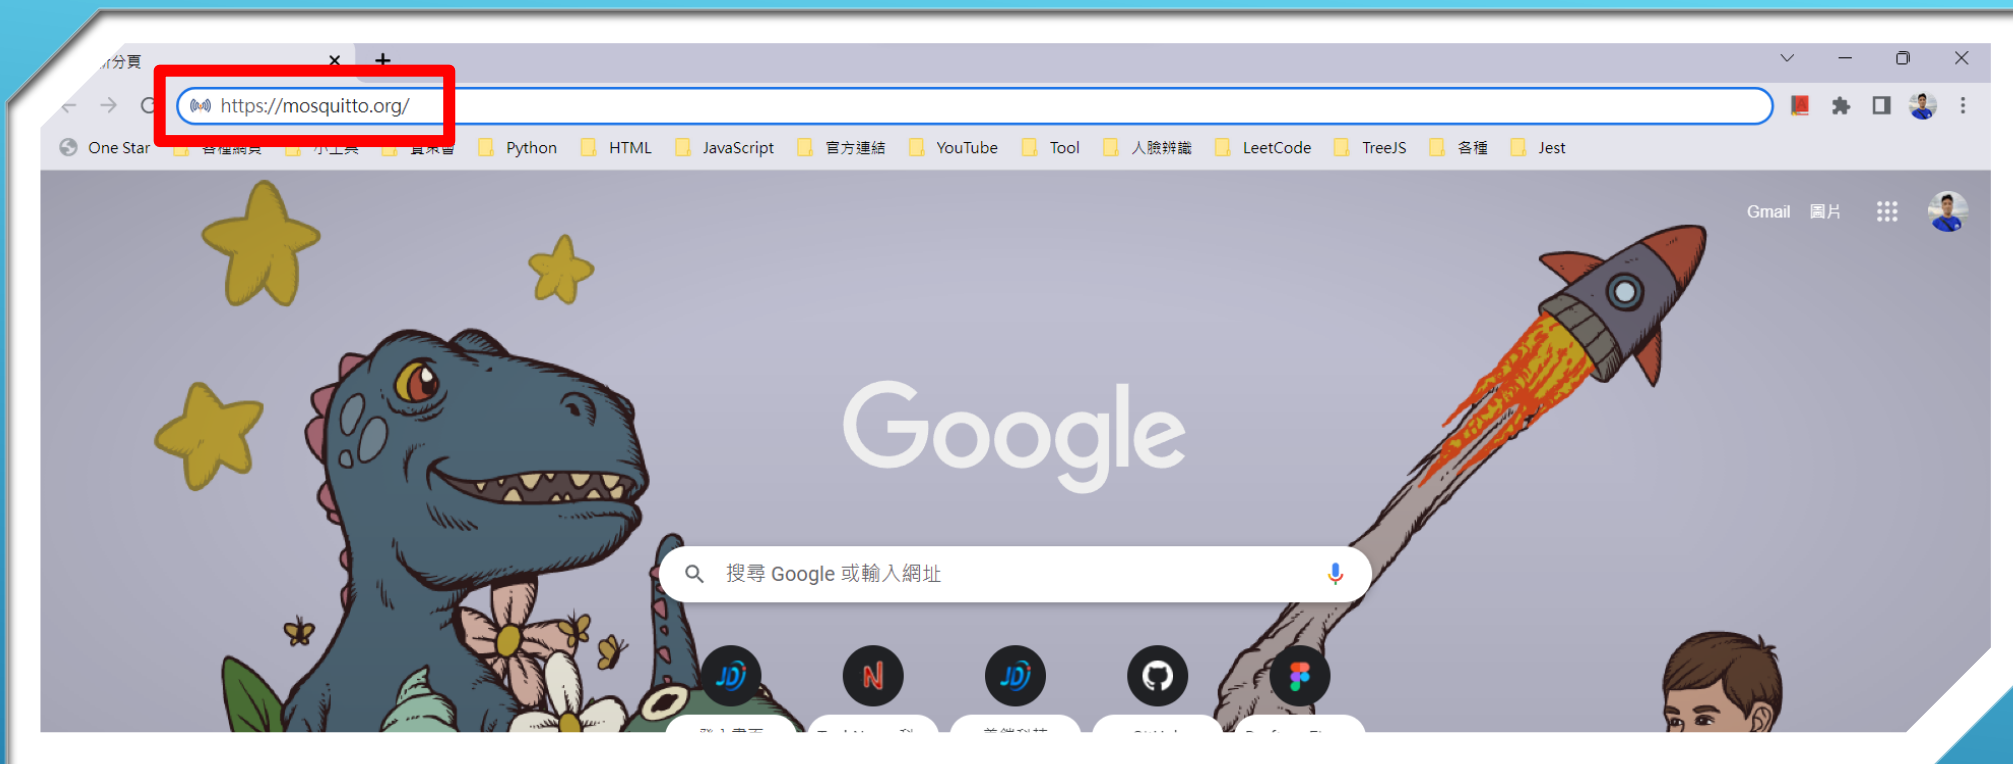 分頁
https://mosquitto.org/
One Star Python HTML JavaScript 官方連結 YouTube Tool 人臉辨識 LeetCode TreeJS 各種 Jest
Gmail 圖片
Google
搜尋 Google 或輸入網址